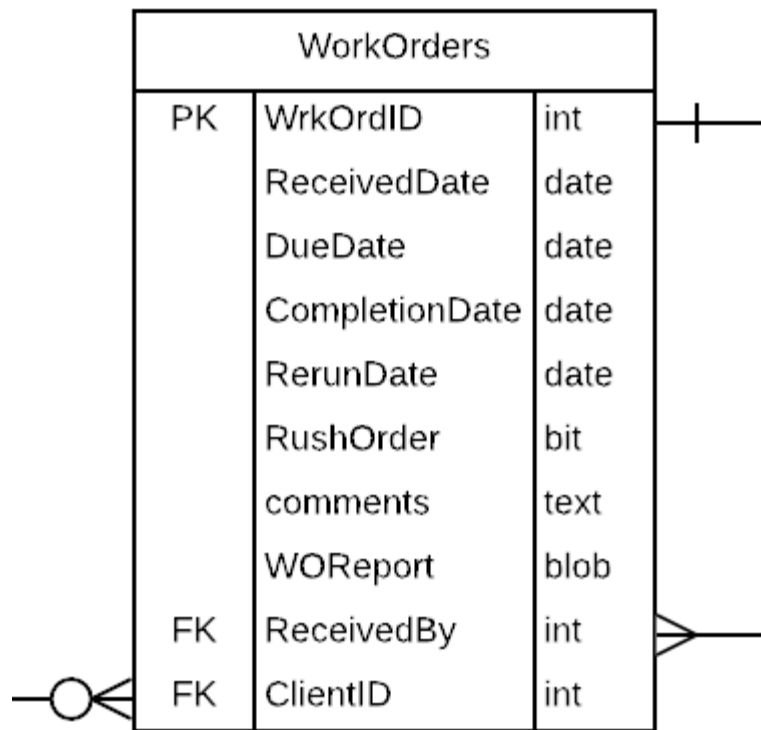 WorkOrders
PK WrkOrdID int
ReceivedDate date
DueDate date
CompletionDate date
RerunDate date
RushOrder bit
comments text
WOReport blob
FK ReceivedBy int
FK ClientID int